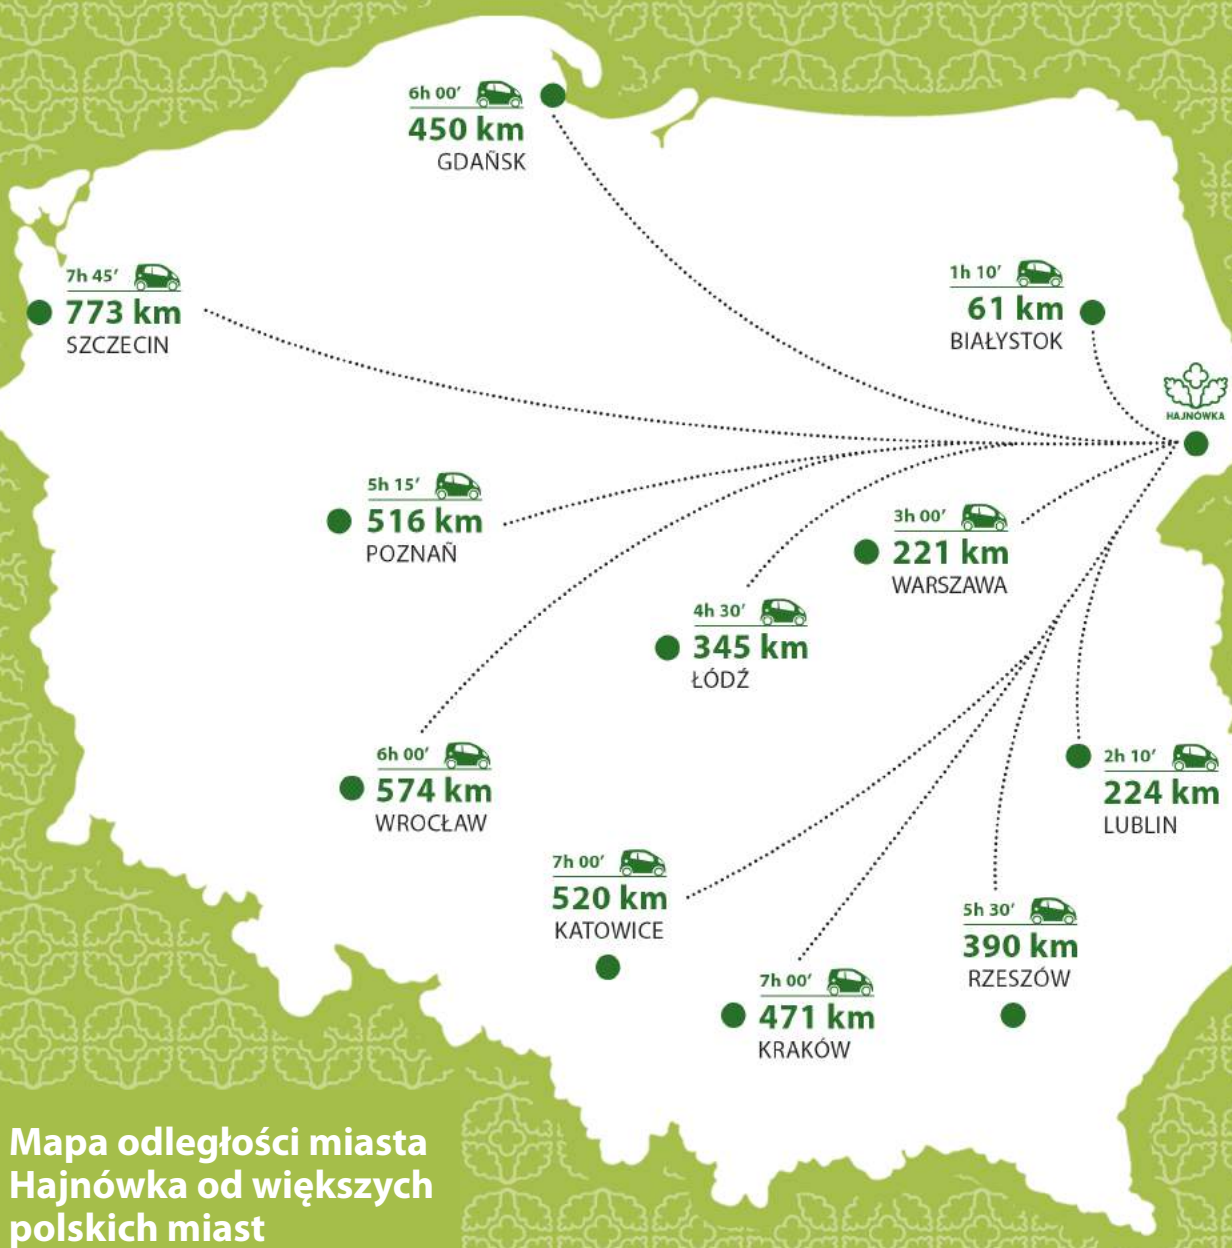 6h 00′
450 km
GDAŃSK
7h 45′
773 km
SZCZECIN
1h 10′
61 km
BIAŁYSTOK
HAJNÓWKA
5h 15′
516 km
POZNAŃ
3h 00′
221 km
WARSZAWA
4h 30′
345 km
ŁÓDŹ
6h 00′
574 km
WROCŁAW
2h 10′
224 km
LUBLIN
7h 00′
520 km
KATOWICE
5h 30′
390 km
RZESZÓW
7h 00′
471 km
KRAKÓW
Mapa odległości miasta
Hajnówka od większych
polskich miast